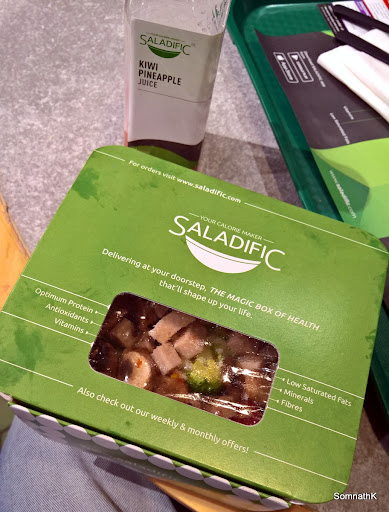 SALADIFIC
KIWI
PINEAPPLE
JUICE
For orders visit www.saladific.com
YOUR CALORIE MAKER
SALADIFIC
Delivering at your doorstep, THE MAGIC BOX OF HEALTH
that'll shape up your life.
Optimum Protein
Antioxidants
Vitamins
Low Saturated Fats
Minerals
Fibres
Also check out our weekly & monthly offers!
SomnathK